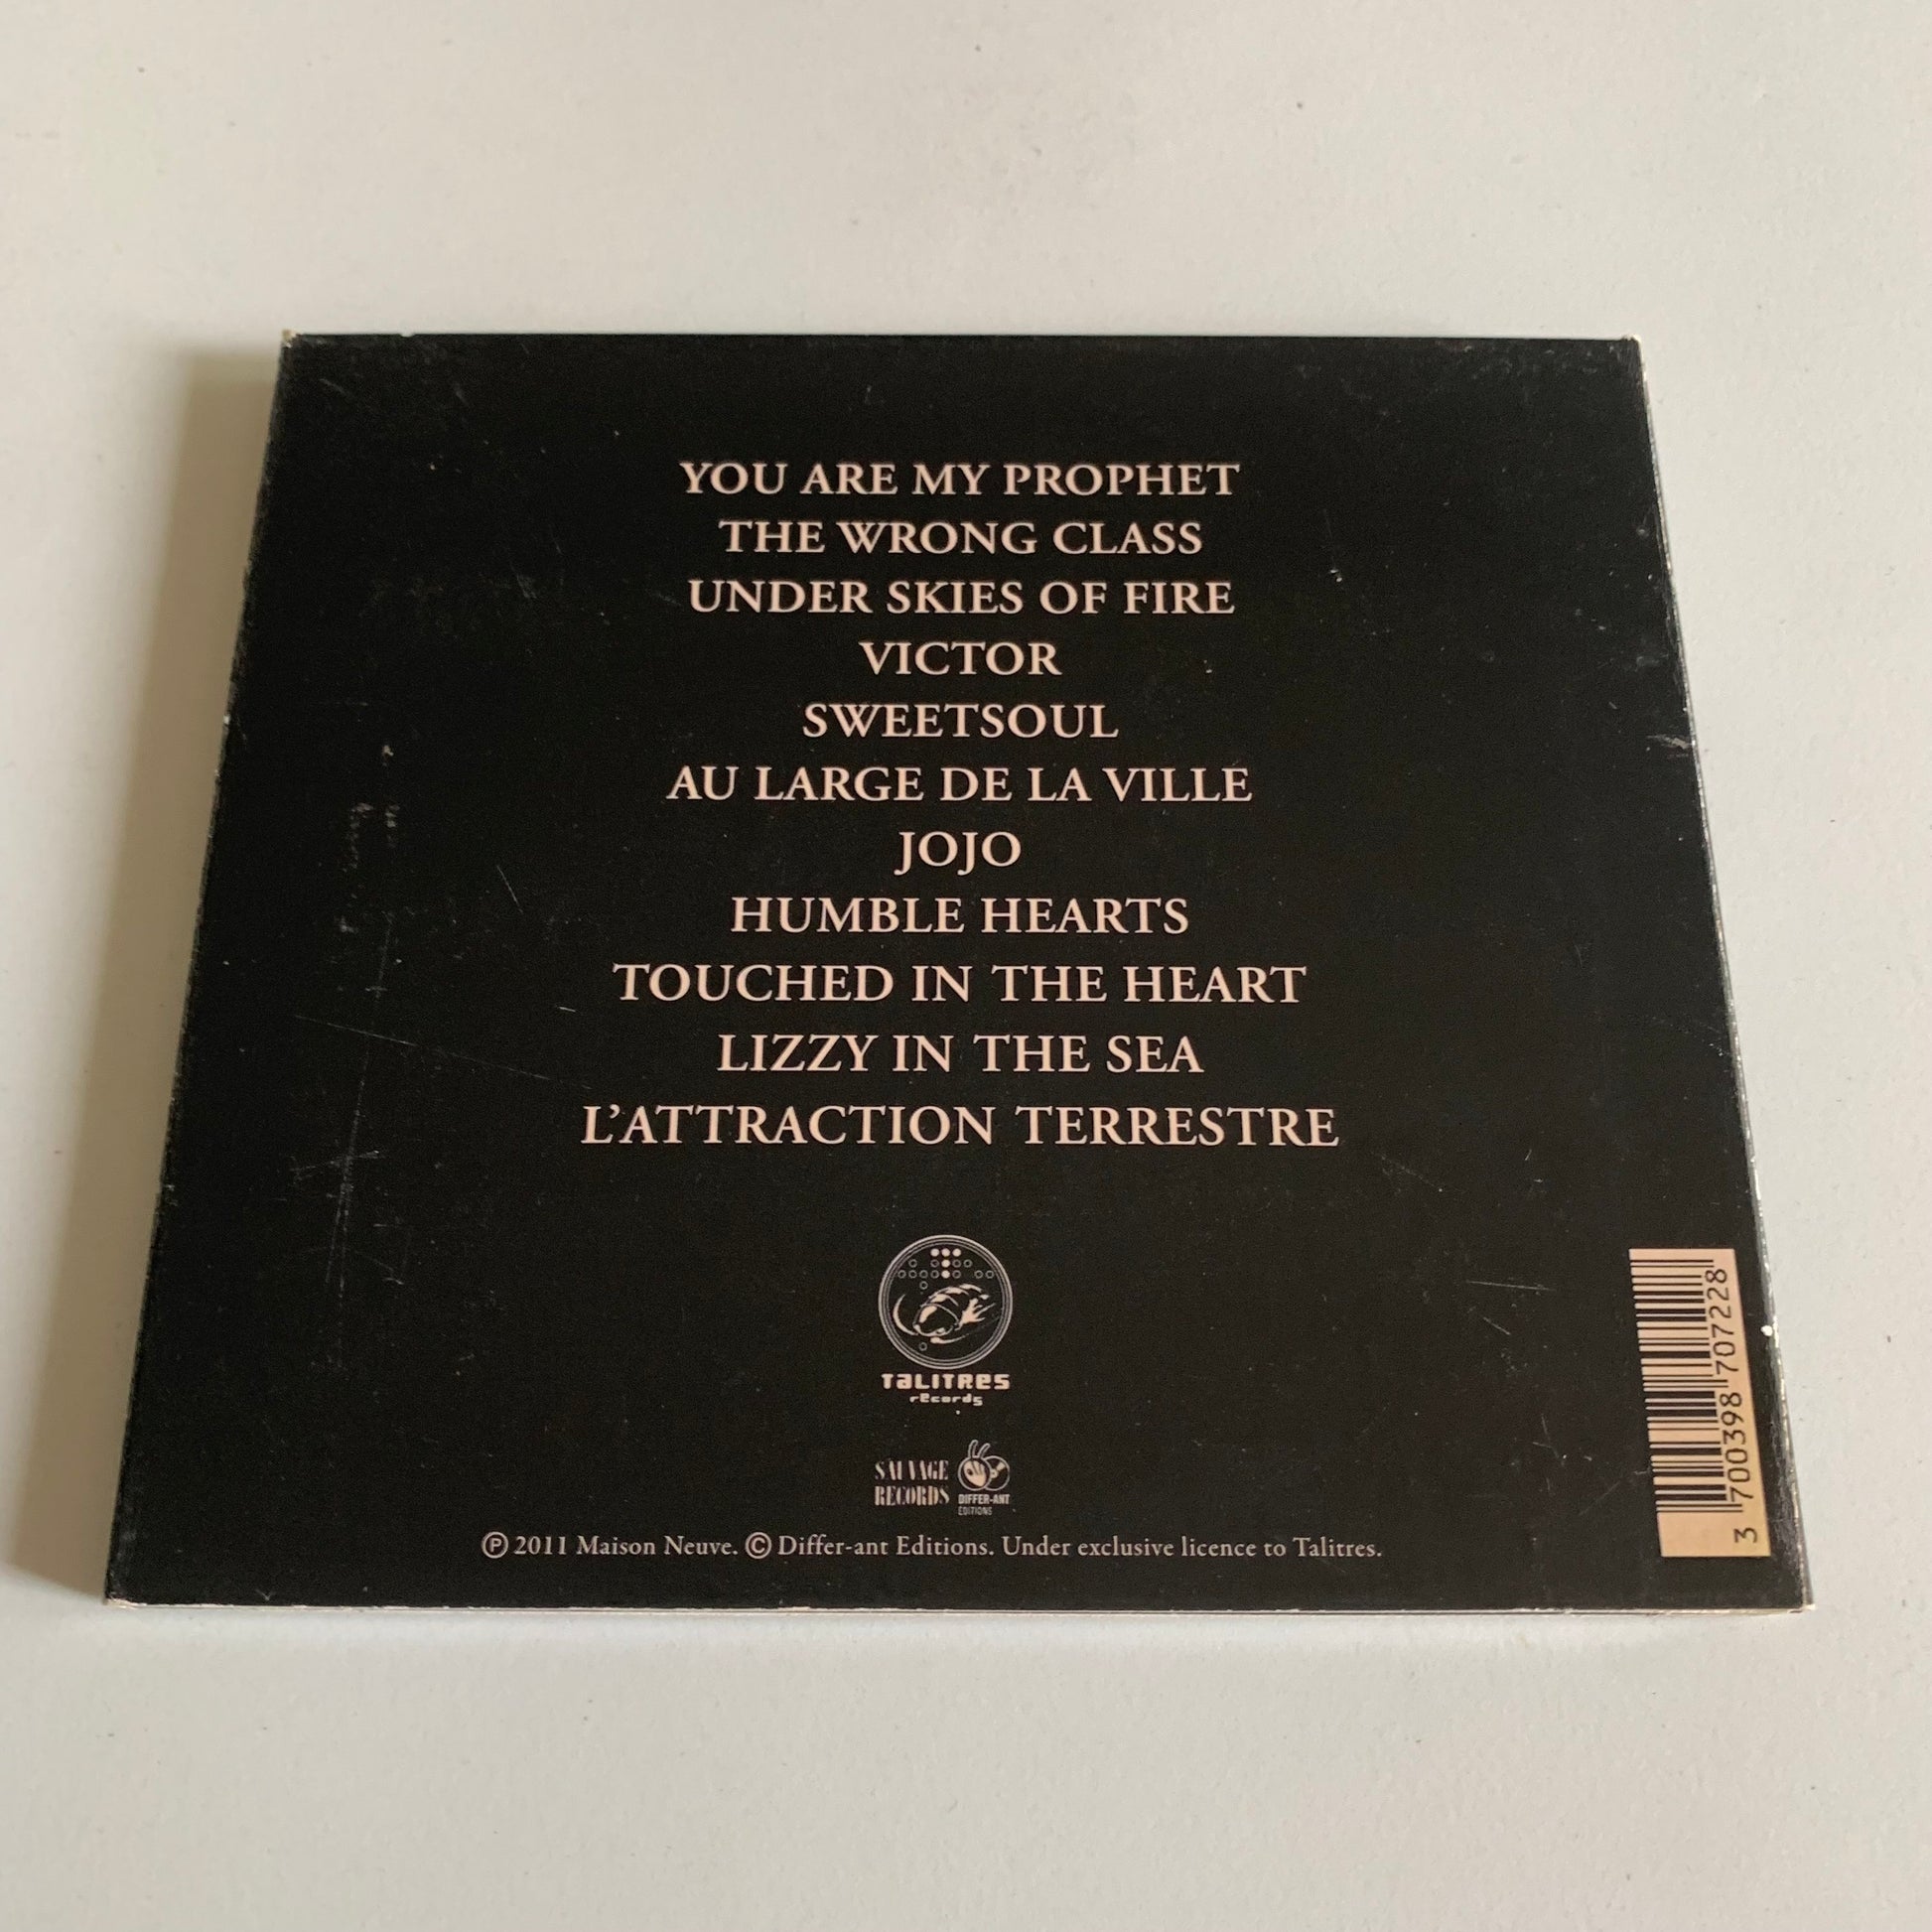 YOU ARE MY PROPHET
THE WRONG CLASS
UNDER SKIES OF FIRE
VICTOR
SWEETSOUL
AU LARGE DE LA VILLE
JOJO
HUMBLE HEARTS
TOUCHED IN THE HEART
LIZZY IN THE SEA
L'ATTRACTION TERRESTRE
TALITRES
records
SAUVAGE
RECORDS
DIFFER-ANT
EDITIONS
Ⓟ 2011 Maison Neuve. © Differ-ant Editions. Under exclusive licence to Talitres.
3 700398 707228